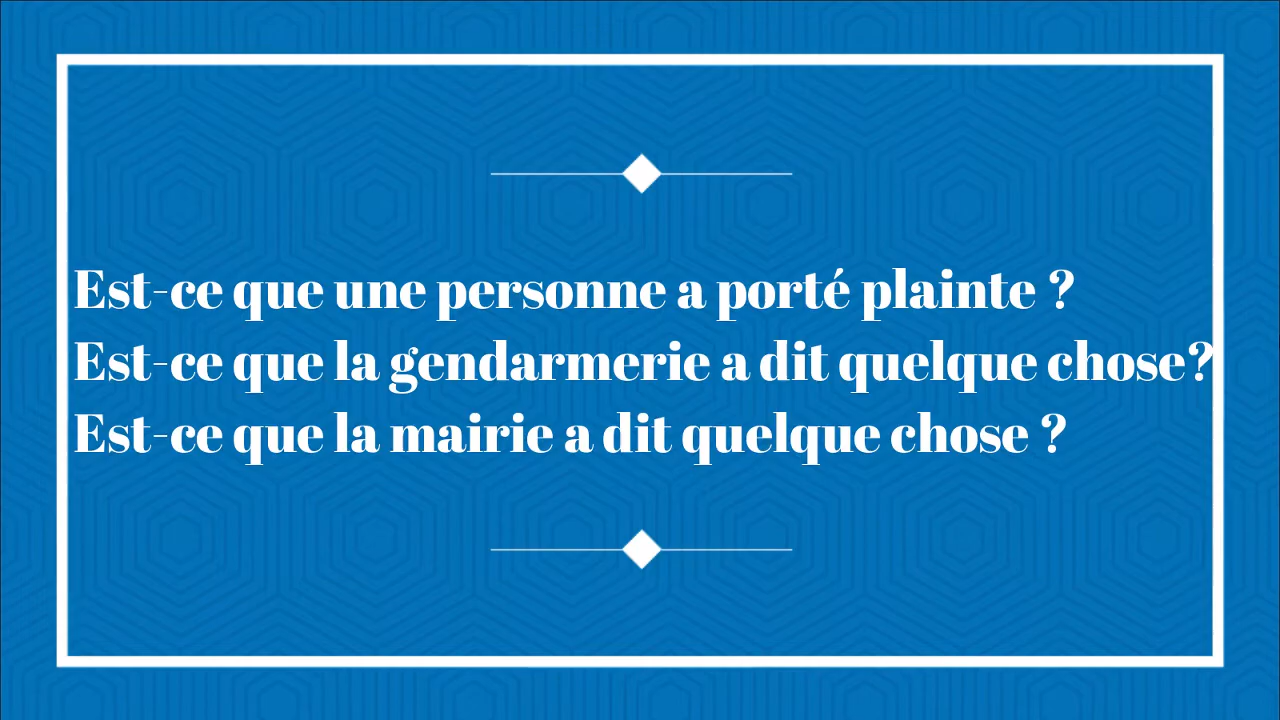 Est-ce que une personne a porté plainte ?
Est-ce que la gendarmerie a dit quelque chose?
Est-ce que la mairie a dit quelque chose ?